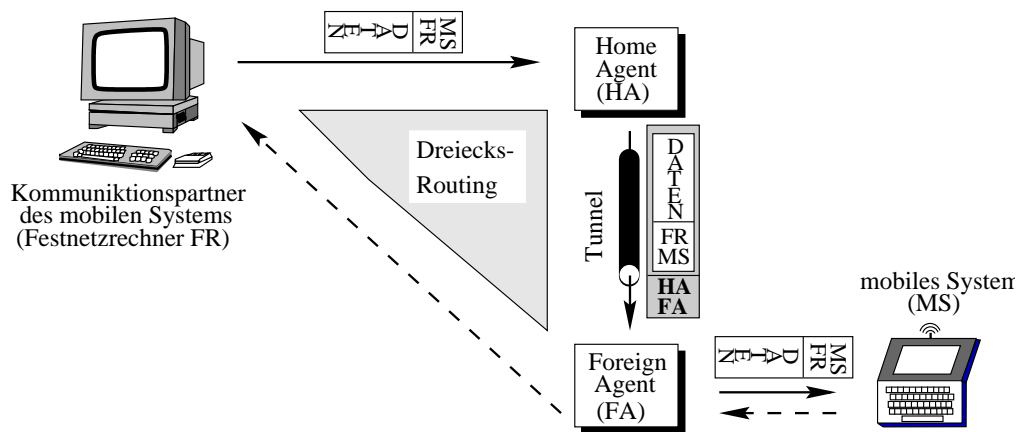 DATEN
MS
FR
Home
Agent
(HA)
Dreiecks-
Routing
Tunnel
DATEN
FR
MS
HA
FA
Kommuniktionspartner
des mobilen Systems
(Festnetzrechner FR)
mobiles System
(MS)
Foreign
Agent
(FA)
DATEN
MS
FR